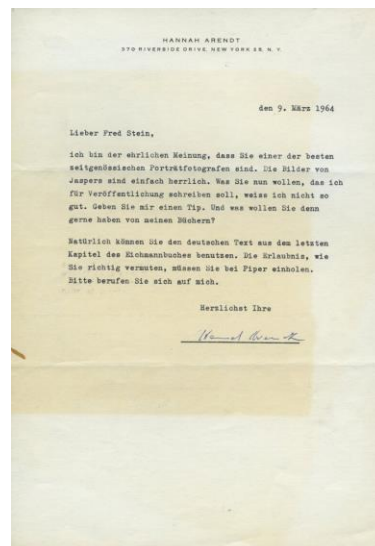 HANNAH ARENDT
370 RIVERSIDE DRIVE, NEW YORK 25, N. Y.
den 9. März 1964
Lieber Fred Stein,
ich bin der ehrlichen Meinung, dass Sie einer der besten
zeitgenössischen Porträtfotografen sind. Die Bilder von
Jaspers sind einfach herrlich. Was Sie nun wollen, das ich
für Veröffentlichung schreiben soll, weiss ich nicht so
gut. Geben Sie mir einen Tip. Und was wollen Sie denn
gerne haben von meinen Büchern?
Natürlich können Sie den deutschen Text aus dem letzten
Kapitel des Eichmannbuches benutzen. Die Erlaubnis, wie
Sie richtig vermuten, müssen Sie bei Piper einholen.
Bitte berufen Sie sich auf mich.
Herzlichst Ihre
Hannah Arendt